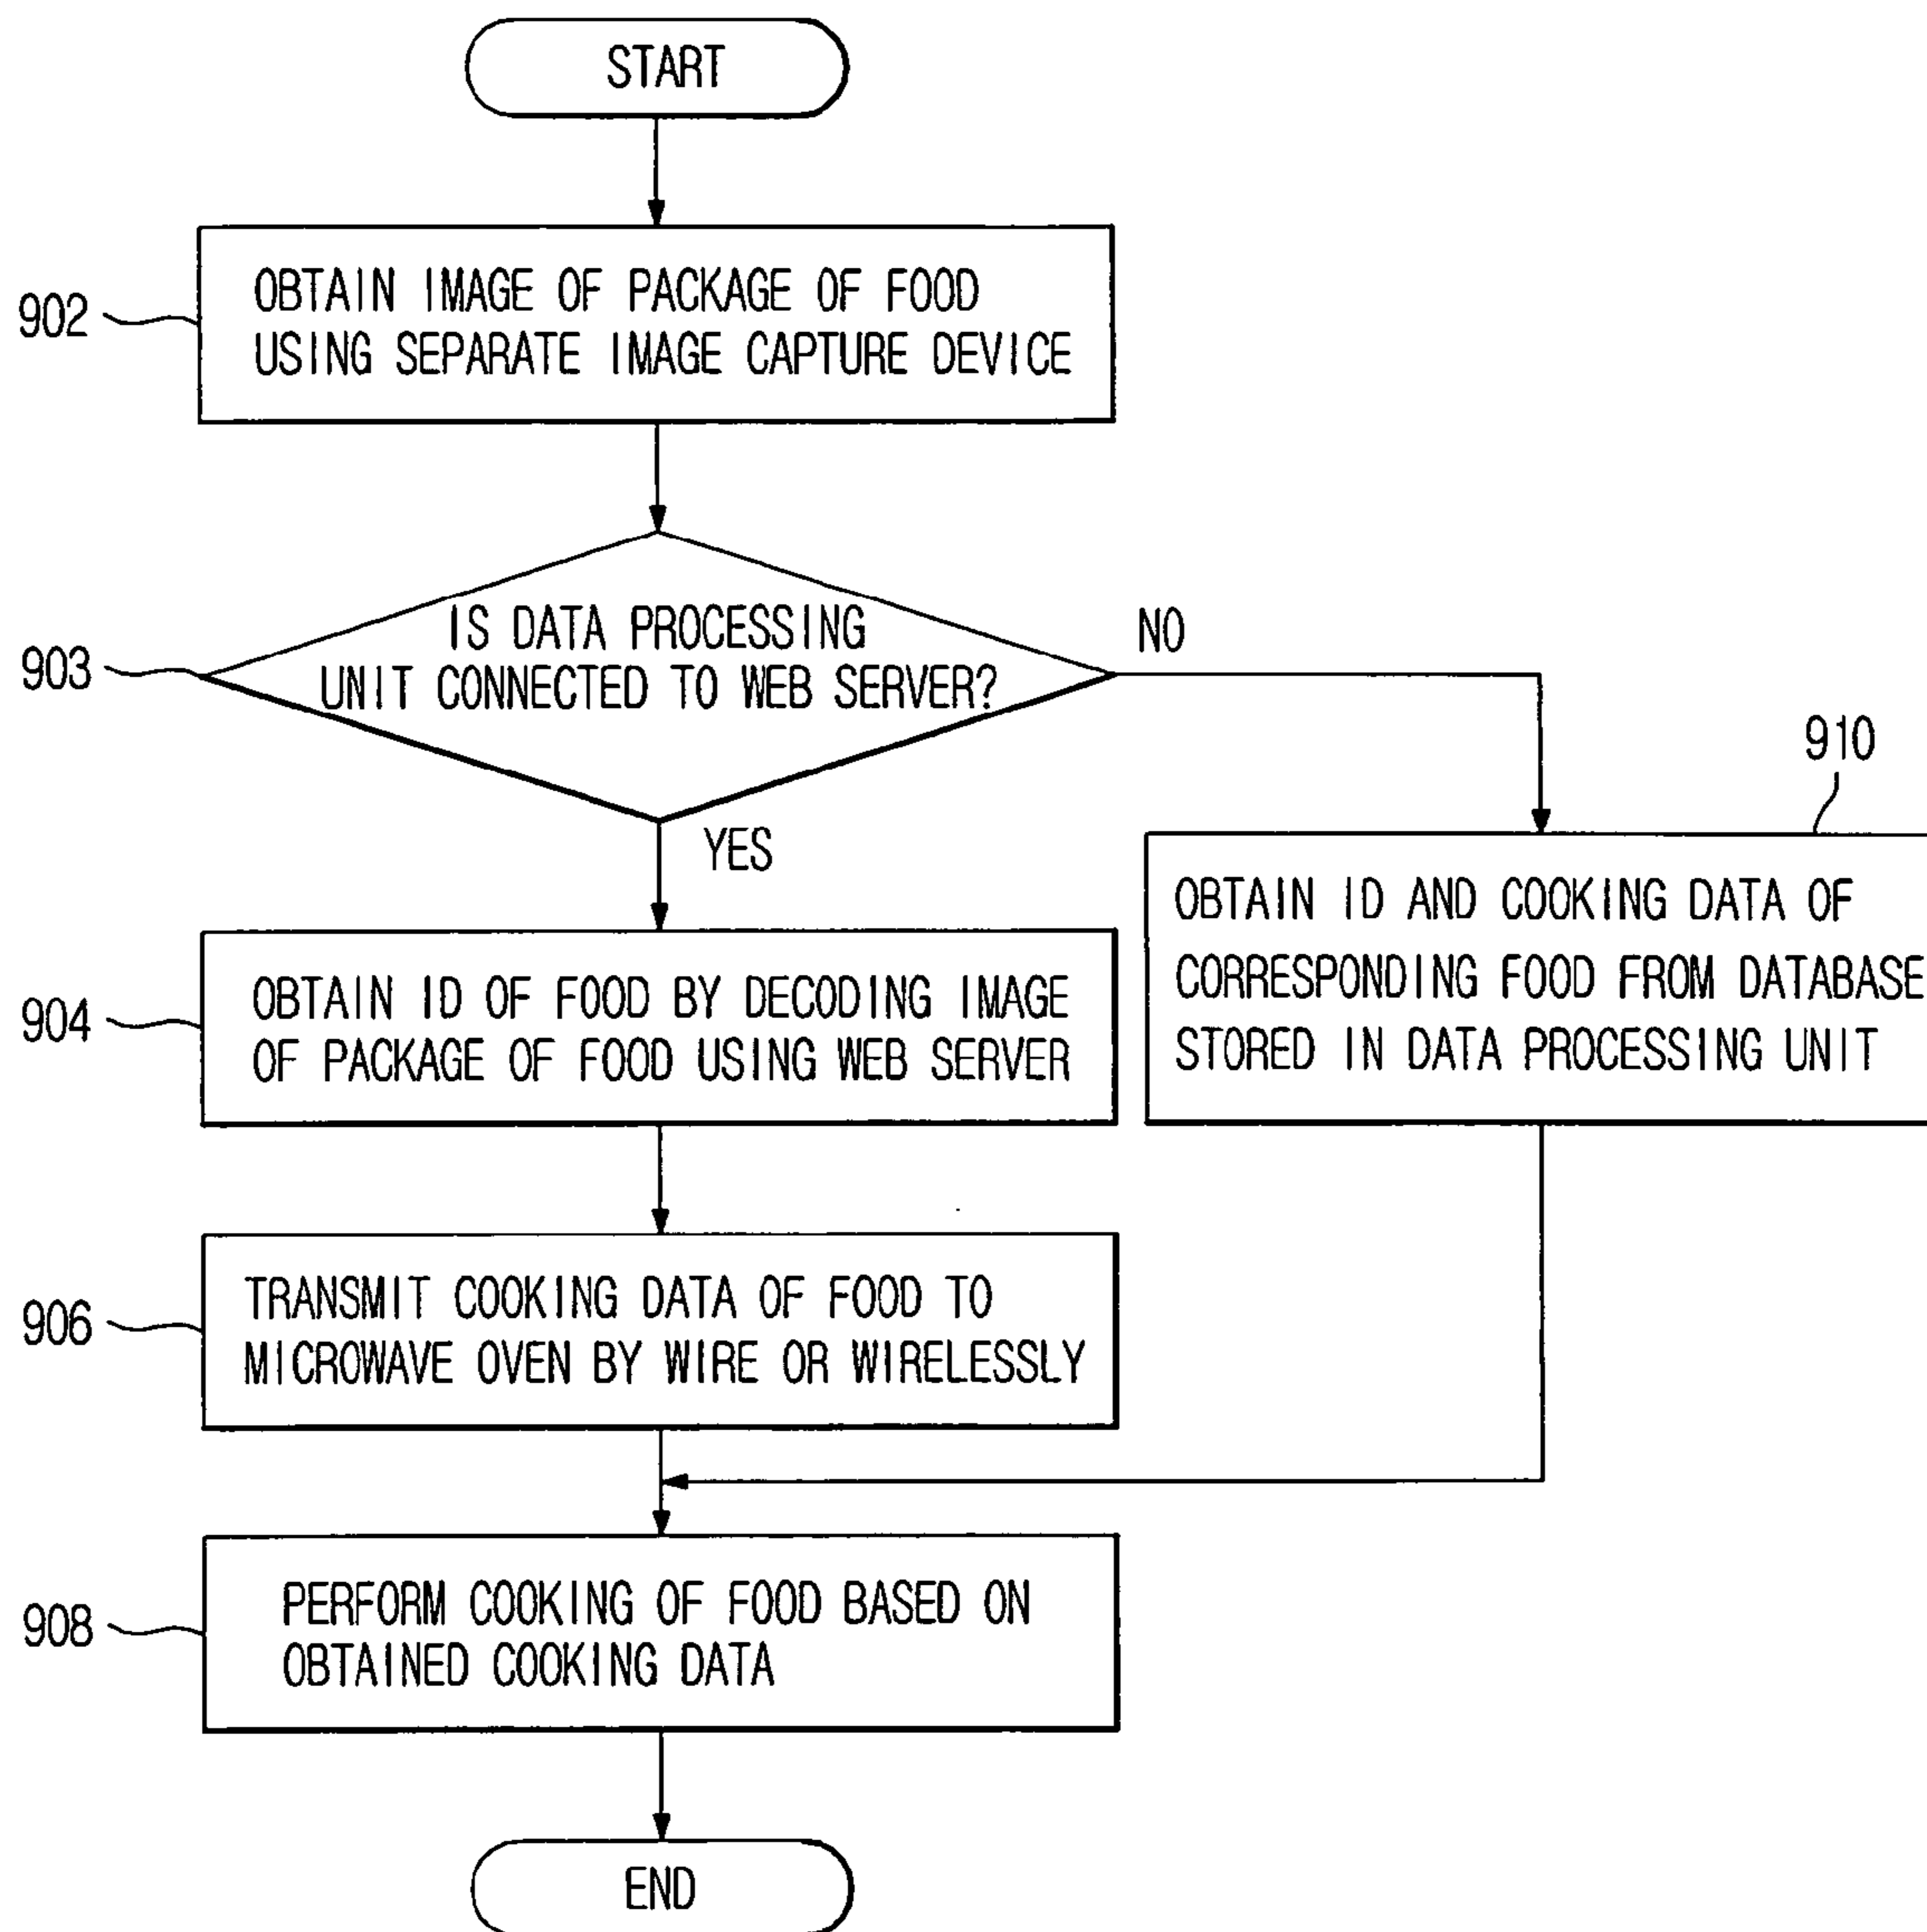 START
902
OBTAIN IMAGE OF PACKAGE OF FOOD
USING SEPARATE IMAGE CAPTURE DEVICE
903
IS DATA PROCESSING
UNIT CONNECTED TO WEB SERVER?
NO
YES
910
OBTAIN ID AND COOKING DATA OF
CORRESPONDING FOOD FROM DATABASE
STORED IN DATA PROCESSING UNIT
904
OBTAIN ID OF FOOD BY DECODING IMAGE
OF PACKAGE OF FOOD USING WEB SERVER
906
TRANSMIT COOKING DATA OF FOOD TO
MICROWAVE OVEN BY WIRE OR WIRELESSLY
908
PERFORM COOKING OF FOOD BASED ON
OBTAINED COOKING DATA
END